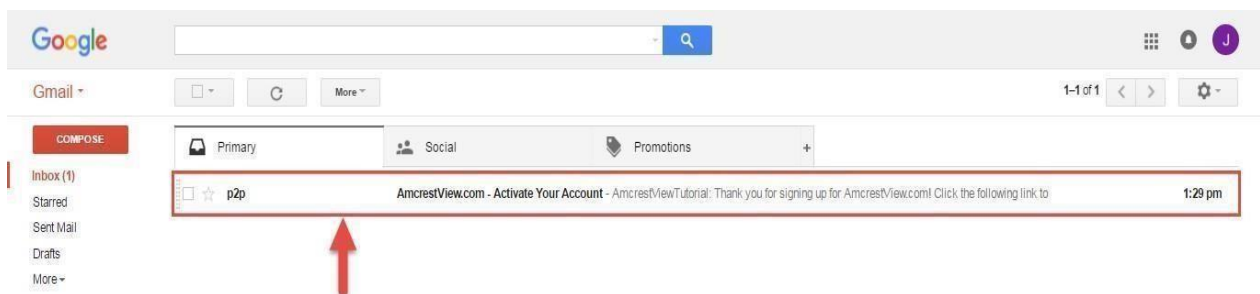 Google
J
Gmail
More
1–1 of 1
COMPOSE
Primary
Social
Promotions
+
Inbox (1)
p2p
AmcrestView.com - Activate Your Account - AmcrestViewTutorial: Thank you for signing up for AmcrestView.com! Click the following link to
1:29 pm
Starred
Sent Mail
Drafts
More